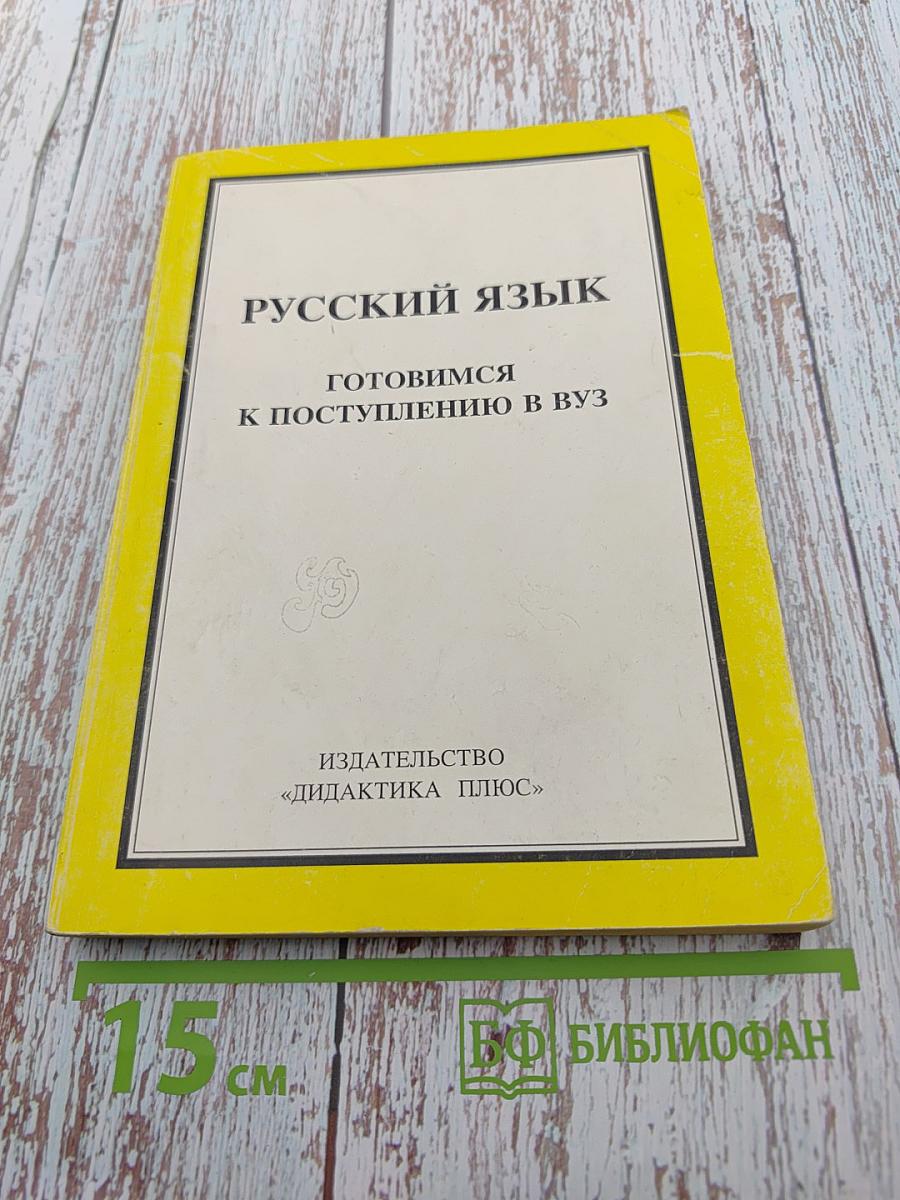 РУССКИЙ ЯЗЫК
ГОТОВИМСЯ
К ПОСТУПЛЕНИЮ В ВУЗ
ИЗДАТЕЛЬСТВО
«ДИДАКТИКА ПЛЮС»
15 см
БФ БИБЛИОФАН